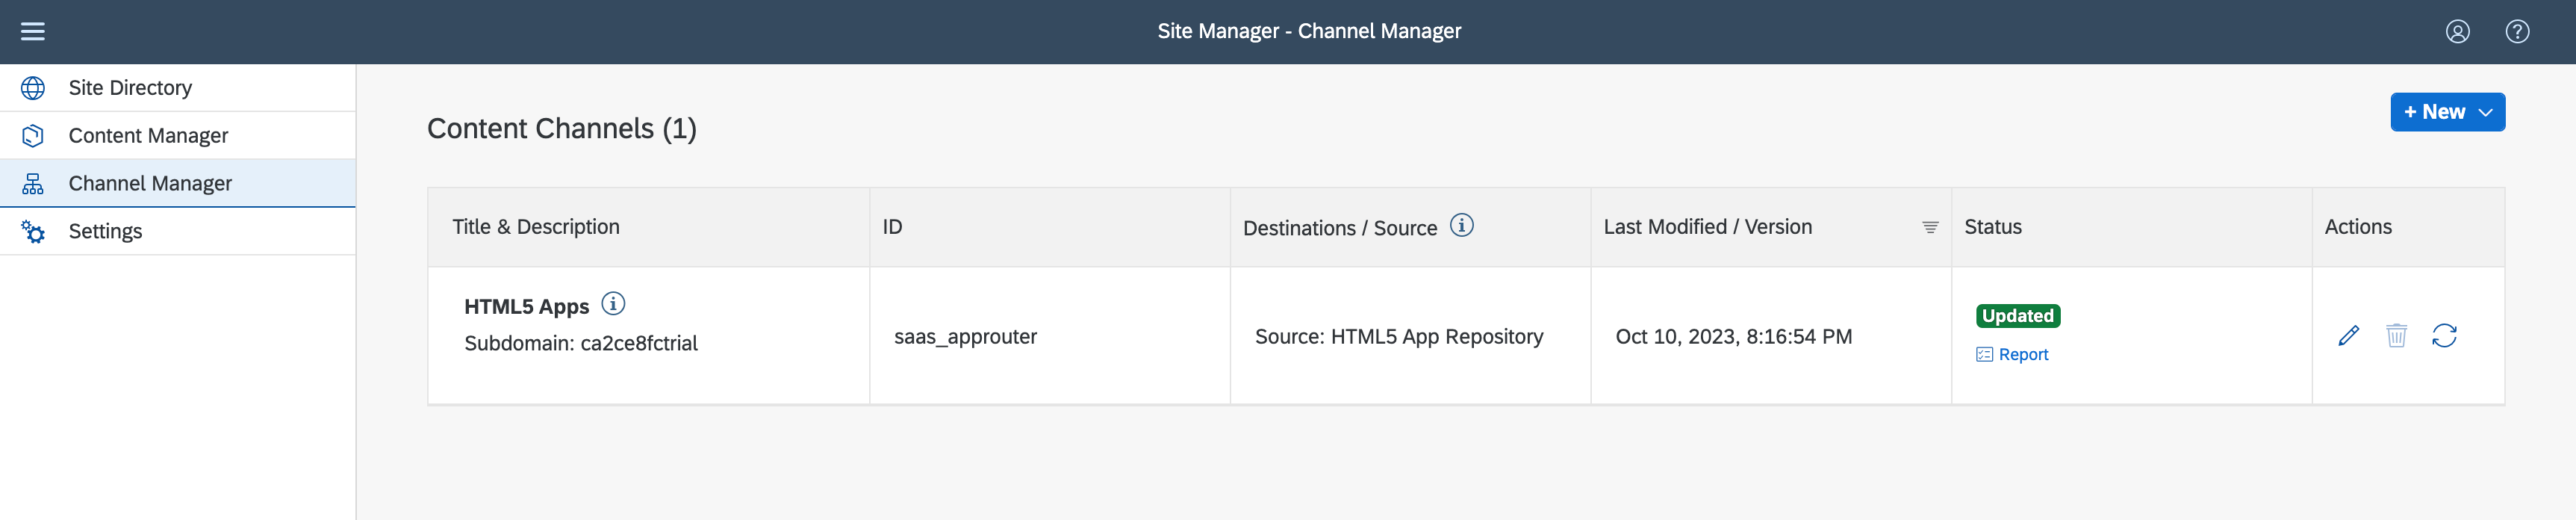 Site Manager - Channel Manager
Site Directory
Content Manager
Channel Manager
Settings
Content Channels (1)
+ New
Title & Description
ID
Destinations / Source
Last Modified / Version
Status
Actions
HTML5 Apps
Subdomain: ca2ce8fctrial
saas_approuter
Source: HTML5 App Repository
Oct 10, 2023, 8:16:54 PM
Updated
Report